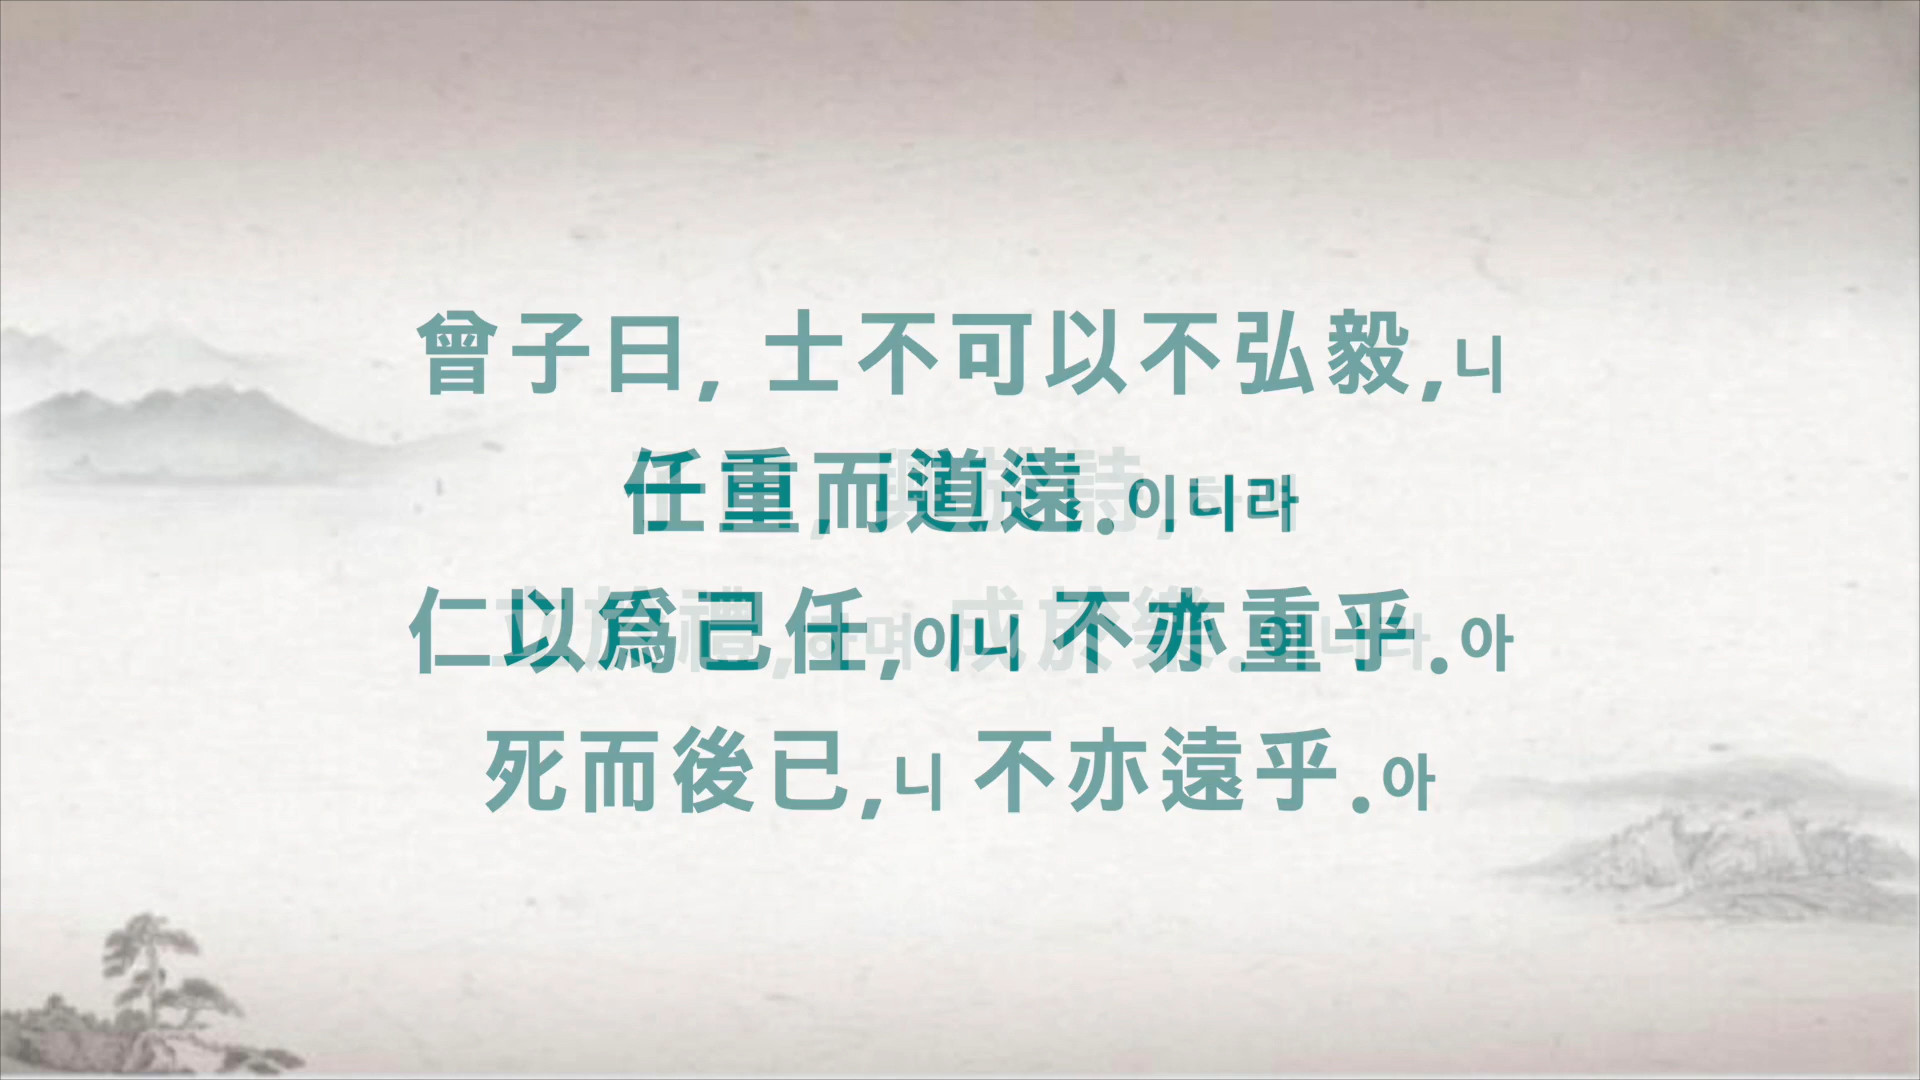 曾子曰, 士不可以不弘毅,니
任重而道遠.이니라
仁以爲己任,이니 不亦重乎.아
死而後已,니 不亦遠乎.아